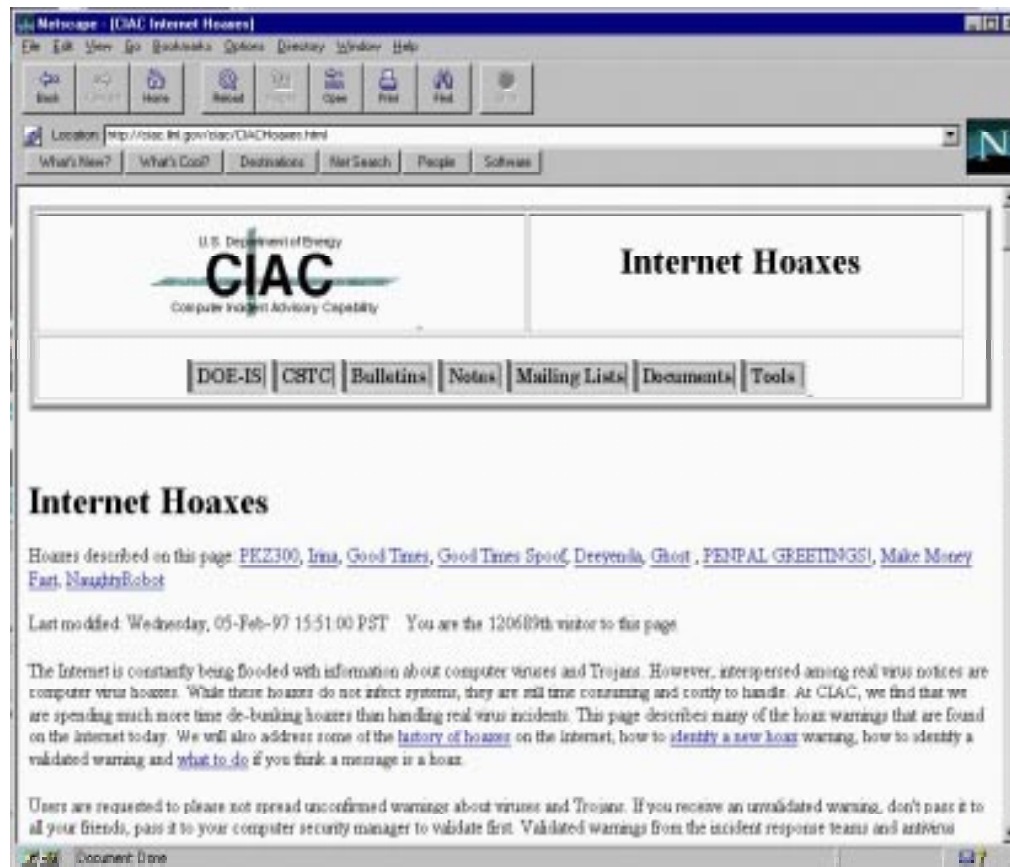 Netscape - [CIAC Internet Hoaxes]
File Edit View Go Bookmarks Options Directory Window Help
Back Home Reload Open Print Find
Location: http://ciac.llnl.gov/ciac/CIACHoaxes.html
What's New? What's Cool? Destinations Net Search People Software
N
U.S. Department of Energy
CIAC
Computer Incident Advisory Capability
Internet Hoaxes
DOE-IS CSTC Bulletins Notes Mailing Lists Documents Tools
Internet Hoaxes
Hoaxes described on this page: PKZ300, Irina, Good Times, Good Times Spoof, Deeyenda, Ghost , PENPAL GREETINGS!, Make Money
Fast, NaughtyRobot
Last modified: Wednesday, 05-Feb-97 15:51:00 PST You are the 120689th visitor to this page
The Internet is constantly being flooded with information about computer viruses and Trojans. However, interspersed among real virus notices are
computer virus hoaxes. While these hoaxes do not infect systems, they are still time consuming and costly to handle. At CIAC, we find that we
are spending much more time de-bunking hoaxes than handling real virus incidents. This page describes many of the hoax warnings that are found
on the Internet today. We will also address some of the history of hoaxes on the Internet, how to identify a new hoax warning, how to identify a
validated warning and what to do if you think a message is a hoax.
Users are requested to please not spread unconfirmed warnings about viruses and Trojans. If you receive an unvalidated warning, don't pass it to
all your friends, pass it to your computer security manager to validate first. Validated warnings from the incident response teams and antivirus
Document: Done